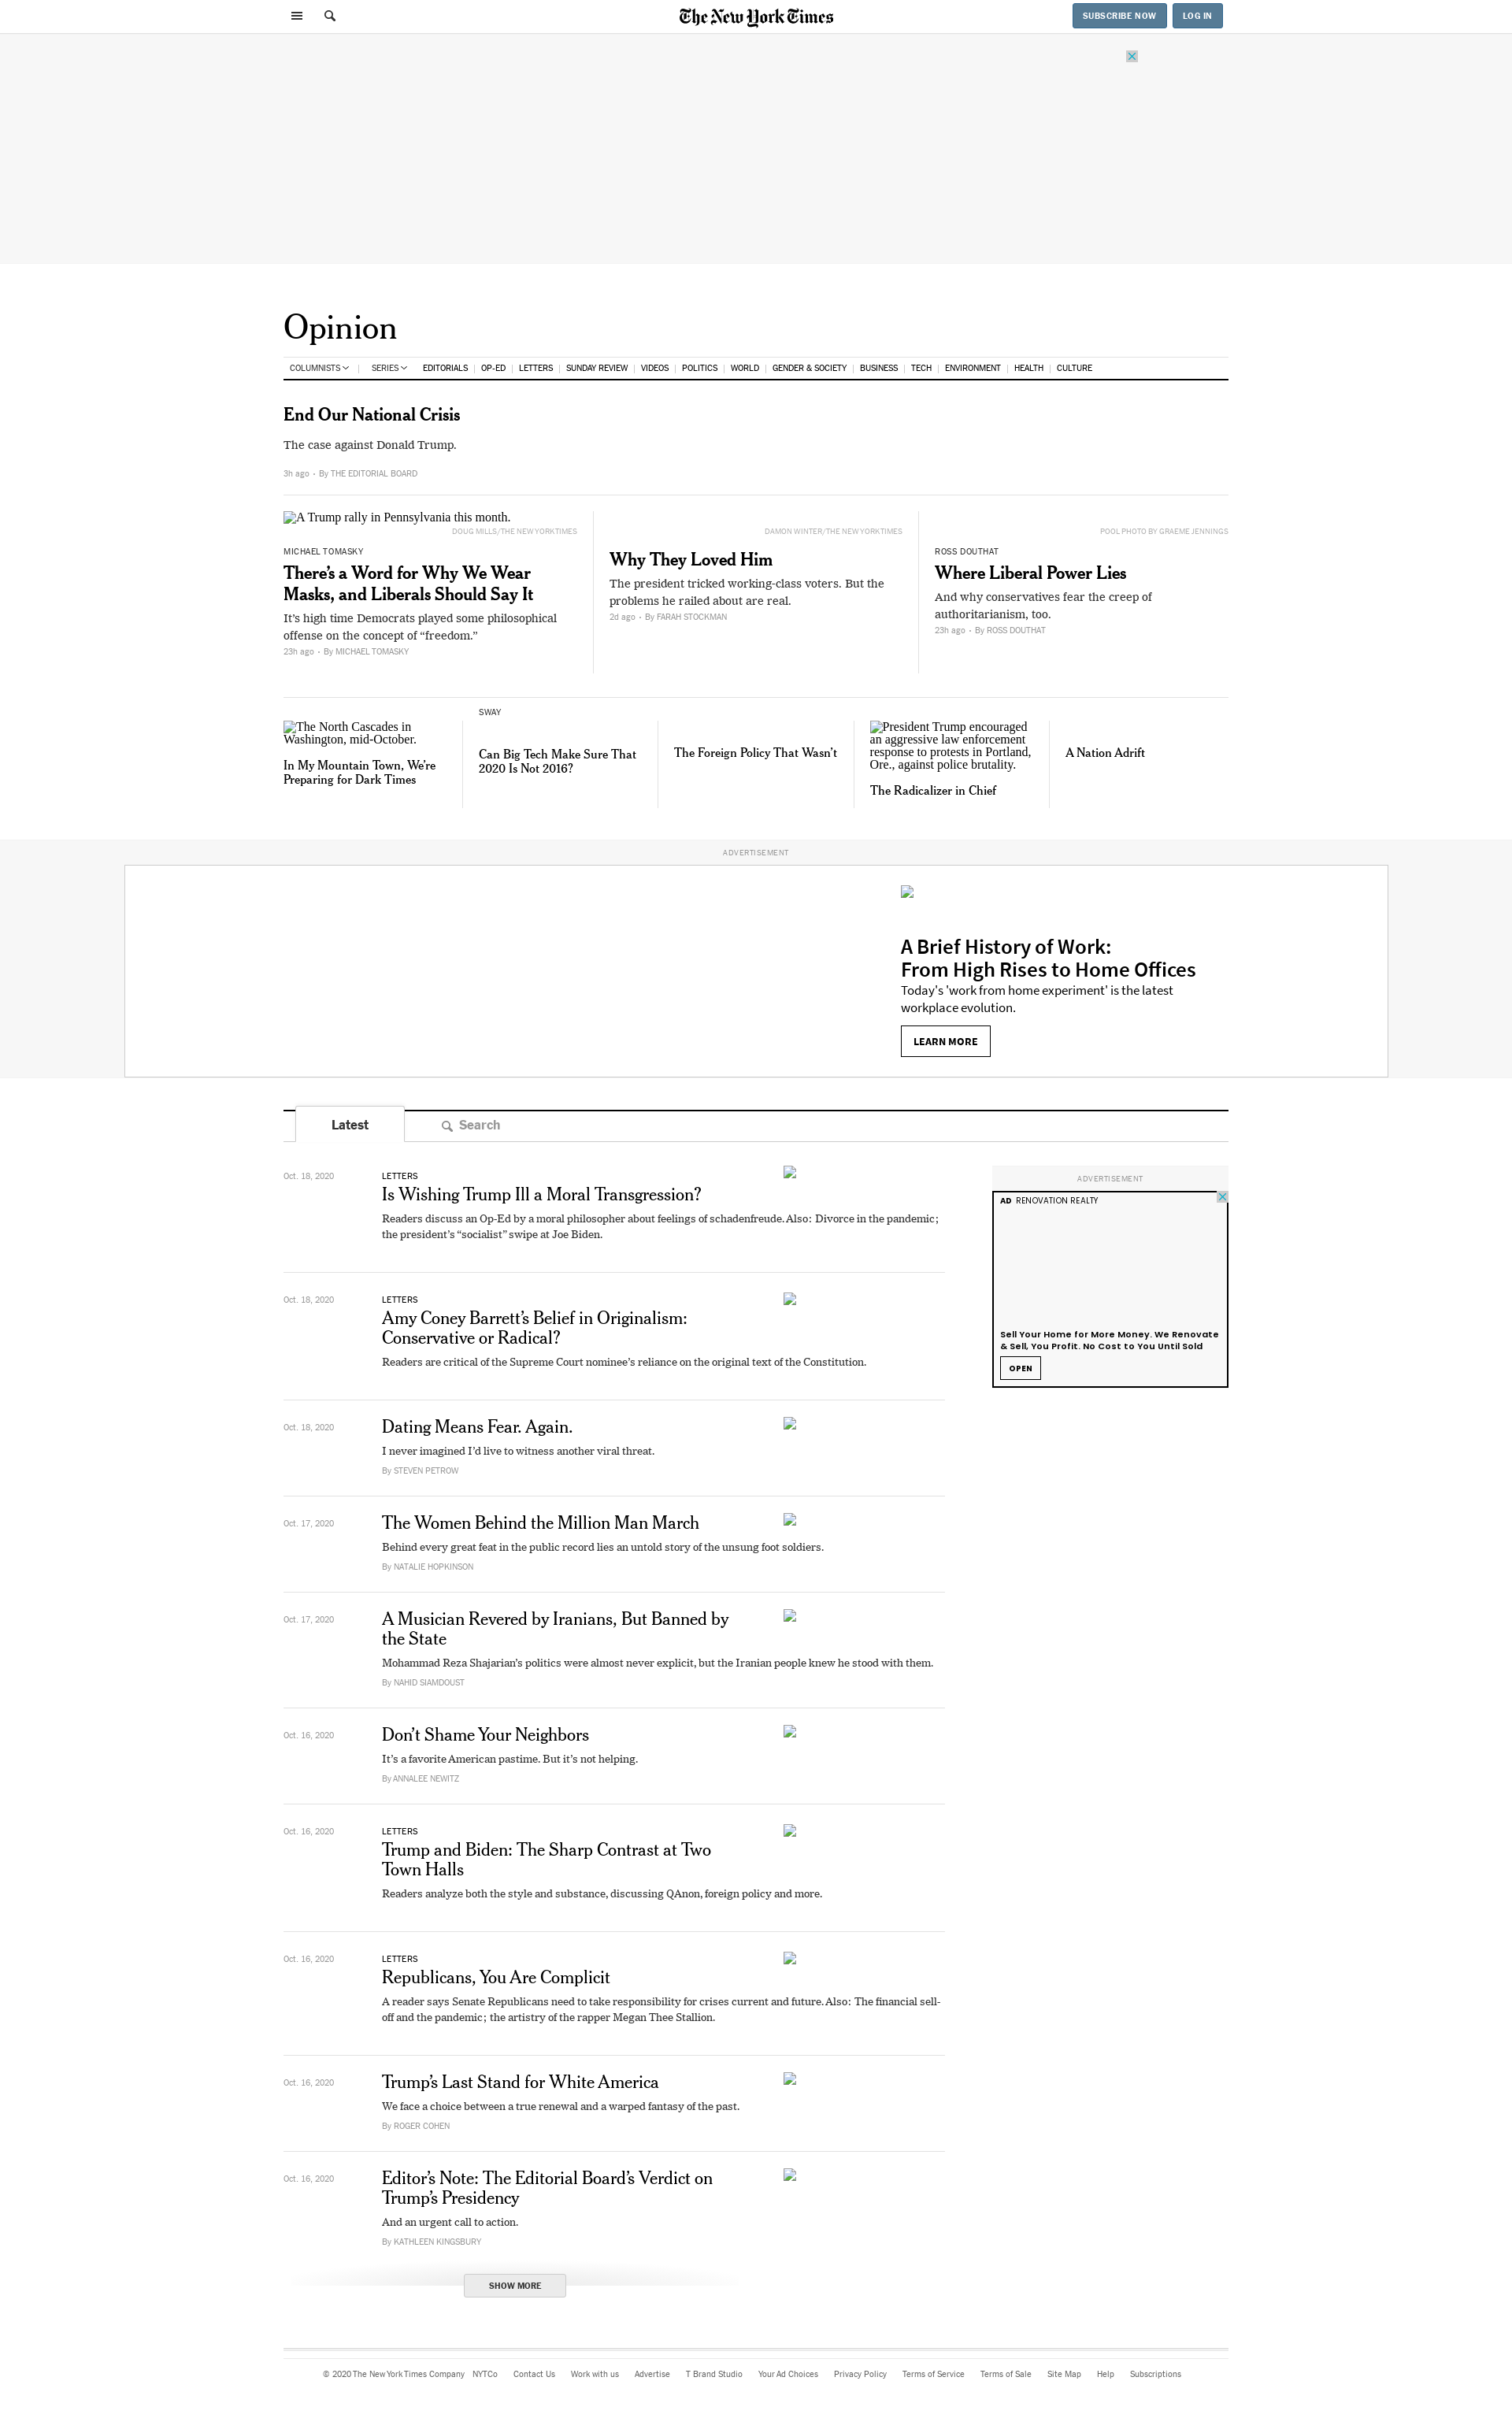 The New York Times
SUBSCRIBE NOW
LOG IN
Opinion
COLUMNISTS
SERIES
EDITORIALS
OP-ED
LETTERS
SUNDAY REVIEW
VIDEOS
POLITICS
WORLD
GENDER & SOCIETY
BUSINESS
TECH
ENVIRONMENT
HEALTH
CULTURE
End Our National Crisis
The case against Donald Trump.
3h ago • By THE EDITORIAL BOARD
A Trump rally in Pennsylvania this month.
DOUG MILLS/THE NEW YORK TIMES
MICHAEL TOMASKY
There’s a Word for Why We Wear
Masks, and Liberals Should Say It
It’s high time Democrats played some philosophical
offense on the concept of “freedom.”
23h ago • By MICHAEL TOMASKY
DAMON WINTER/THE NEW YORK TIMES
Why They Loved Him
The president tricked working-class voters. But the
problems he railed about are real.
2d ago • By FARAH STOCKMAN
POOL PHOTO BY GRAEME JENNINGS
ROSS DOUTHAT
Where Liberal Power Lies
And why conservatives fear the creep of
authoritarianism, too.
23h ago • By ROSS DOUTHAT
The North Cascades in
Washington, mid-October.
In My Mountain Town, We’re
Preparing for Dark Times
SWAY
Can Big Tech Make Sure That
2020 Is Not 2016?
The Foreign Policy That Wasn’t
President Trump encouraged
an aggressive law enforcement
response to protests in Portland,
Ore., against police brutality.
The Radicalizer in Chief
A Nation Adrift
ADVERTISEMENT
A Brief History of Work:
From High Rises to Home Offices
Today's 'work from home experiment' is the latest
workplace evolution.
LEARN MORE
Latest
Search
Oct. 18, 2020
LETTERS
Is Wishing Trump Ill a Moral Transgression?
Readers discuss an Op-Ed by a moral philosopher about feelings of schadenfreude. Also: Divorce in the pandemic;
the president’s “socialist” swipe at Joe Biden.
ADVERTISEMENT
AD RENOVATION REALTY
Sell Your Home for More Money. We Renovate
& Sell, You Profit. No Cost to You Until Sold
OPEN
Oct. 18, 2020
LETTERS
Amy Coney Barrett’s Belief in Originalism:
Conservative or Radical?
Readers are critical of the Supreme Court nominee’s reliance on the original text of the Constitution.
Oct. 18, 2020
Dating Means Fear. Again.
I never imagined I’d live to witness another viral threat.
By STEVEN PETROW
Oct. 17, 2020
The Women Behind the Million Man March
Behind every great feat in the public record lies an untold story of the unsung foot soldiers.
By NATALIE HOPKINSON
Oct. 17, 2020
A Musician Revered by Iranians, But Banned by
the State
Mohammad Reza Shajarian’s politics were almost never explicit, but the Iranian people knew he stood with them.
By NAHID SIAMDOUST
Oct. 16, 2020
Don’t Shame Your Neighbors
It’s a favorite American pastime. But it’s not helping.
By ANNALEE NEWITZ
Oct. 16, 2020
LETTERS
Trump and Biden: The Sharp Contrast at Two
Town Halls
Readers analyze both the style and substance, discussing QAnon, foreign policy and more.
Oct. 16, 2020
LETTERS
Republicans, You Are Complicit
A reader says Senate Republicans need to take responsibility for crises current and future. Also: The financial sell-
off and the pandemic; the artistry of the rapper Megan Thee Stallion.
Oct. 16, 2020
Trump’s Last Stand for White America
We face a choice between a true renewal and a warped fantasy of the past.
By ROGER COHEN
Oct. 16, 2020
Editor’s Note: The Editorial Board’s Verdict on
Trump’s Presidency
And an urgent call to action.
By KATHLEEN KINGSBURY
SHOW MORE
© 2020 The New York Times Company
NYTCo
Contact Us
Work with us
Advertise
T Brand Studio
Your Ad Choices
Privacy Policy
Terms of Service
Terms of Sale
Site Map
Help
Subscriptions